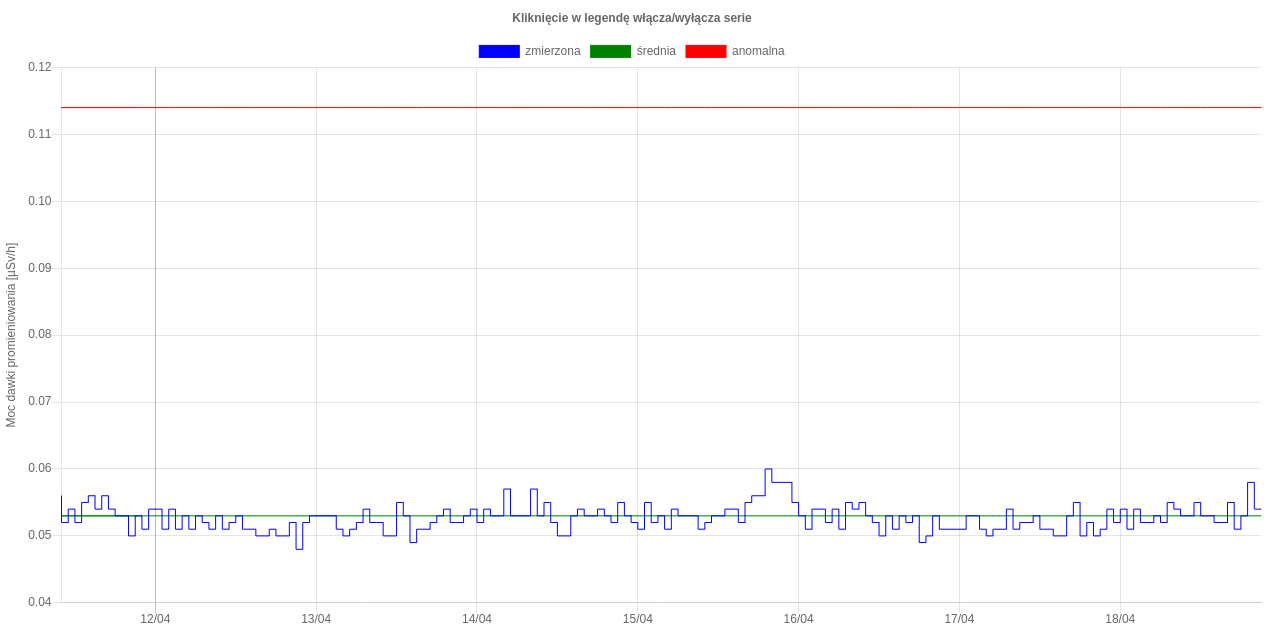 Kliknięcie w legendę włącza/wyłącza serie
zmierzona średnia anomalna
Moc dawki promieniowania [µSv/h]
0.12
0.11
0.10
0.09
0.08
0.07
0.06
0.05
0.04
12/04 13/04 14/04 15/04 16/04 17/04 18/04